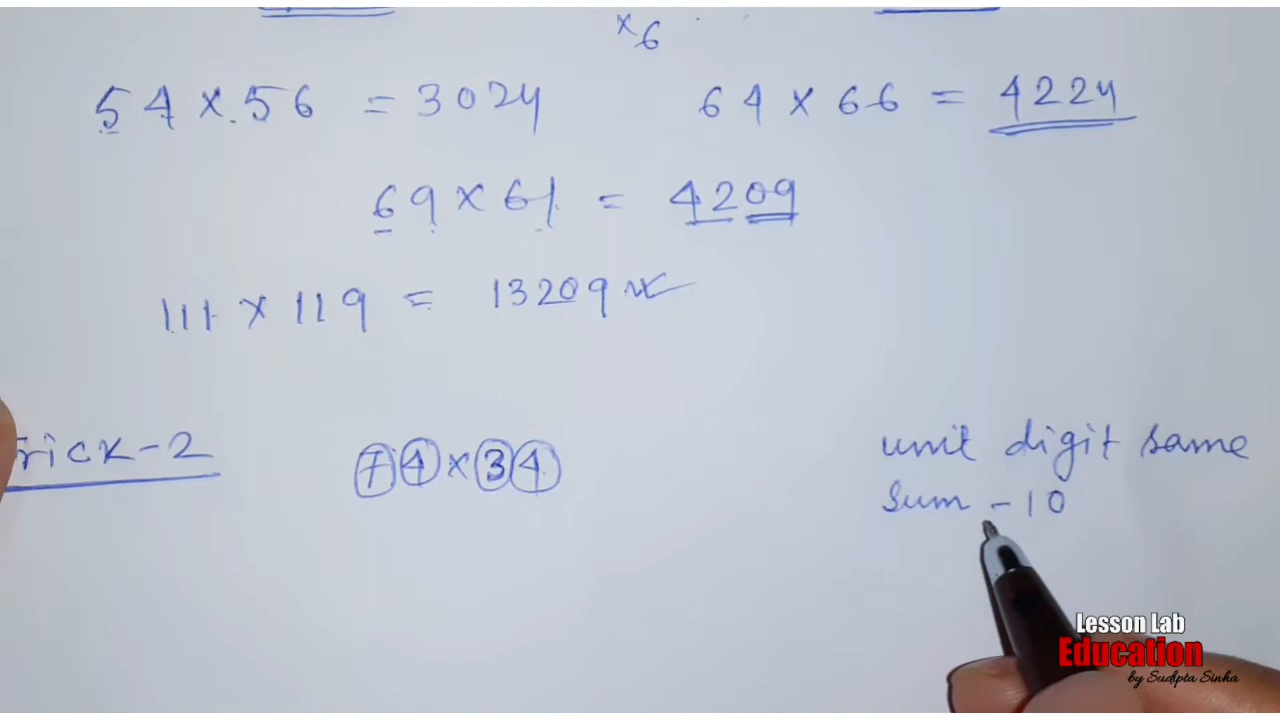 ×6
54 × 56 = 3024
64 × 66 = 4224
69 × 61 = 4209
111 × 119 = 13209
rick-2
74 × 34
unit digit same
sum - 10
Lesson Lab
Education
by Sudipta Sinha